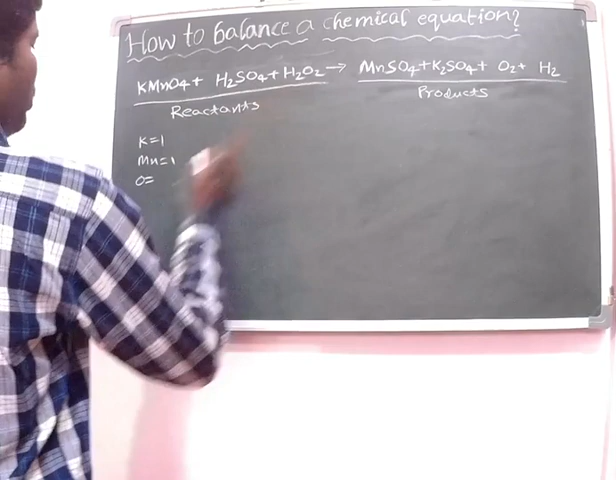 How to balance a chemical equation?
KMnO4 + H2SO4 + H2O2 → MnSO4 + K2SO4 + O2 + H2
Reactants Products
K=1
Mn=1
O=